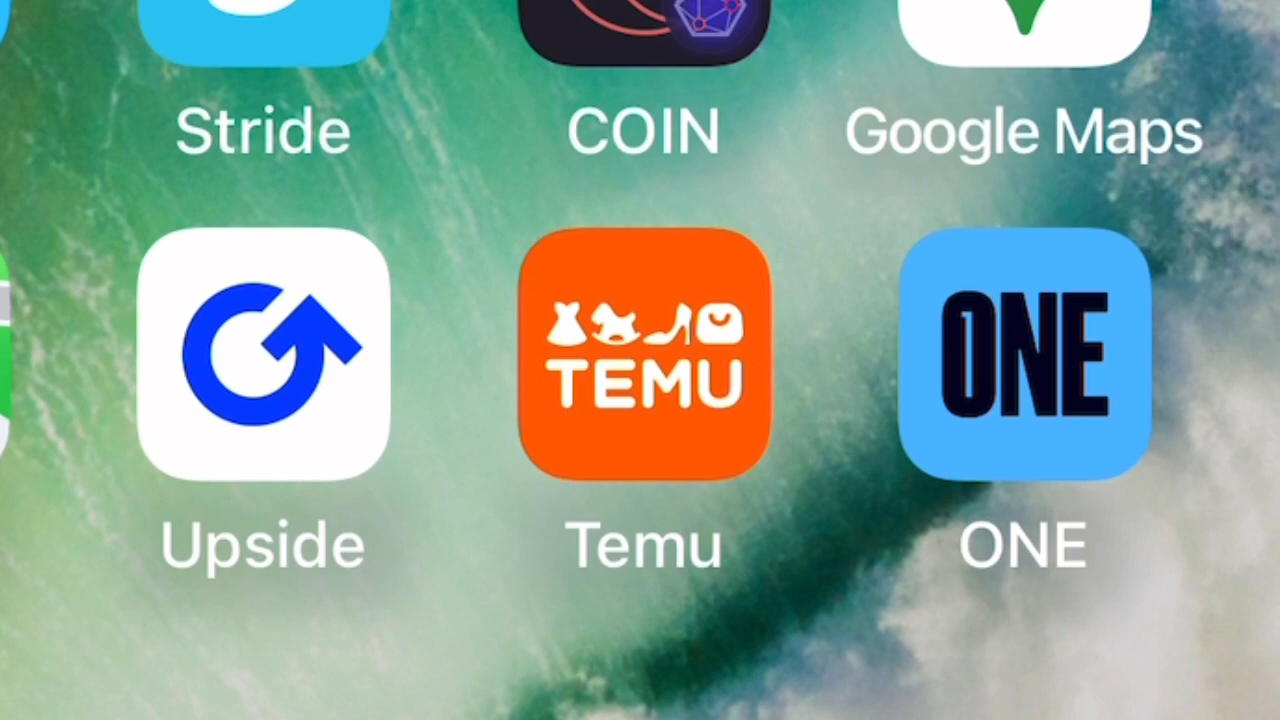 Stride
COIN
Google Maps
TEMU
ONE
Upside
Temu
ONE